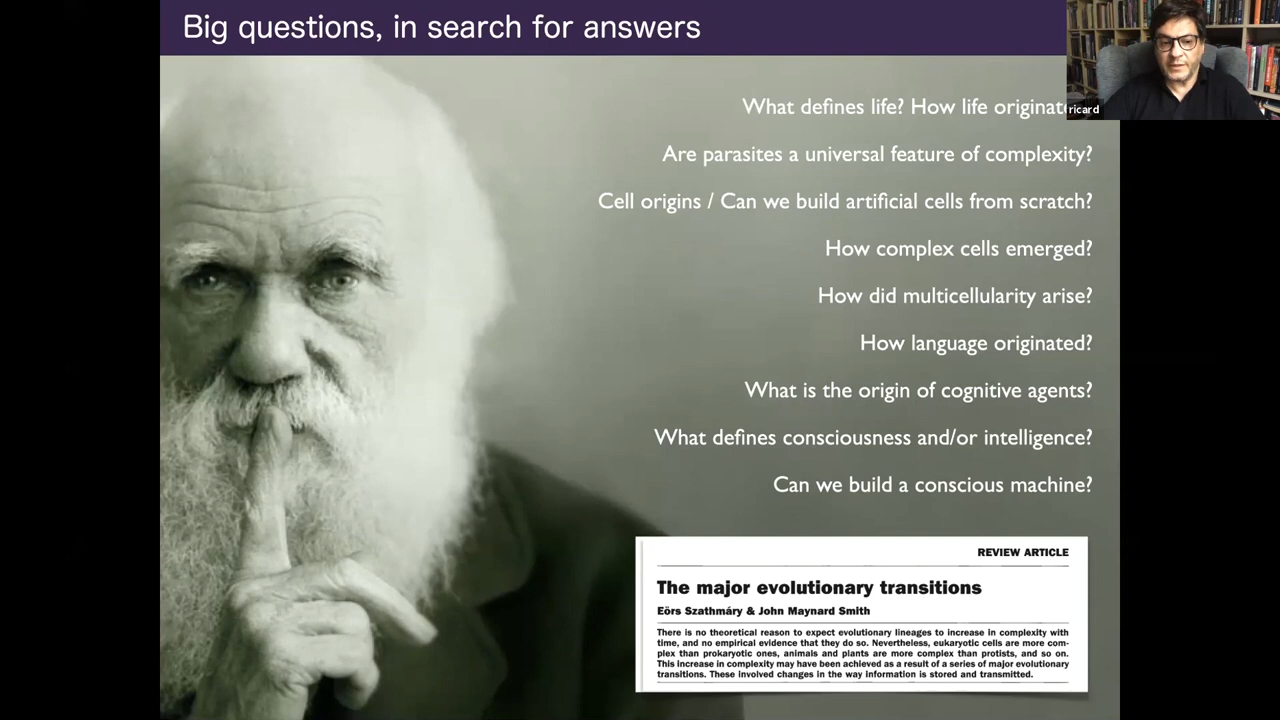 Big questions, in search for answers
ricard
What defines life? How life originat
Are parasites a universal feature of complexity?
Cell origins / Can we build artificial cells from scratch?
How complex cells emerged?
How did multicellularity arise?
How language originated?
What is the origin of cognitive agents?
What defines consciousness and/or intelligence?
Can we build a conscious machine?
REVIEW ARTICLE
The major evolutionary transitions
Eörs Szathmáry & John Maynard Smith
There is no theoretical reason to expect evolutionary lineages to increase in complexity with
time, and no empirical evidence that they do so. Nevertheless, eukaryotic cells are more com-
plex than prokaryotic ones, animals and plants are more complex than protists, and so on.
This increase in complexity may have been achieved as a result of a series of major evolutionary
transitions. These involved changes in the way information is stored and transmitted.